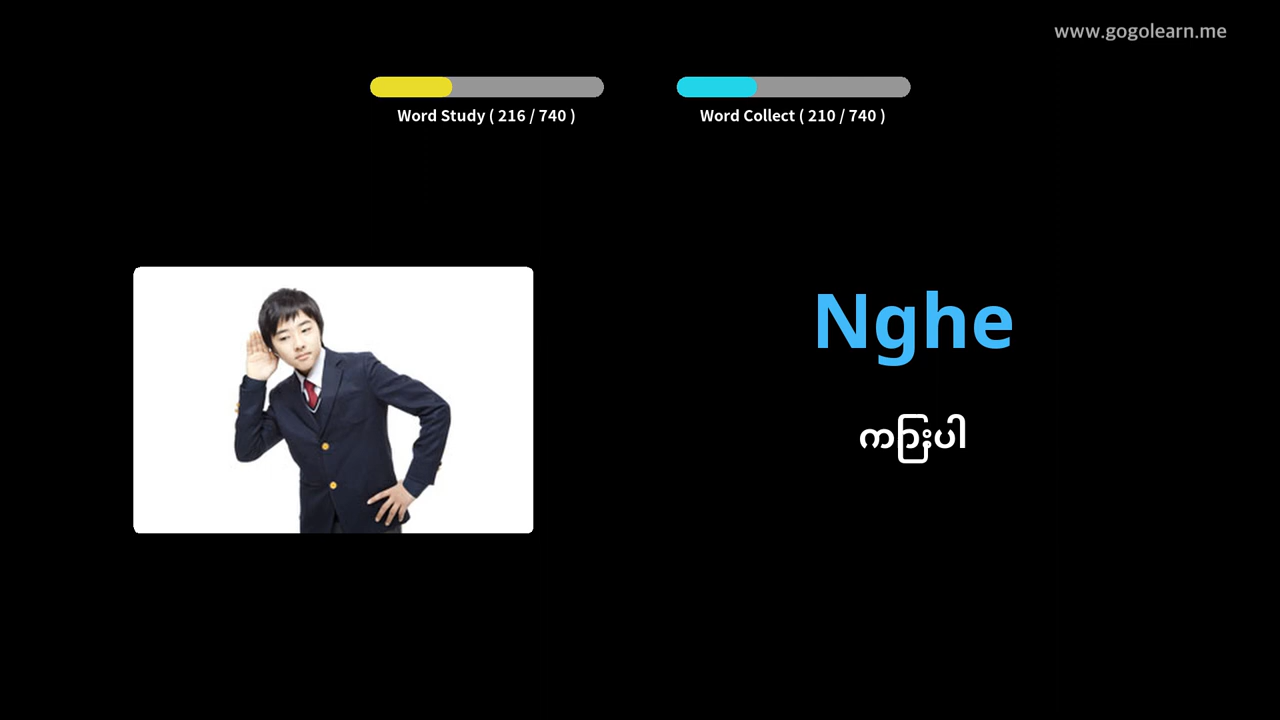 www.gogolearn.me
Word Study ( 216 / 740 )
Word Collect ( 210 / 740 )
Nghe
ကြားပါ